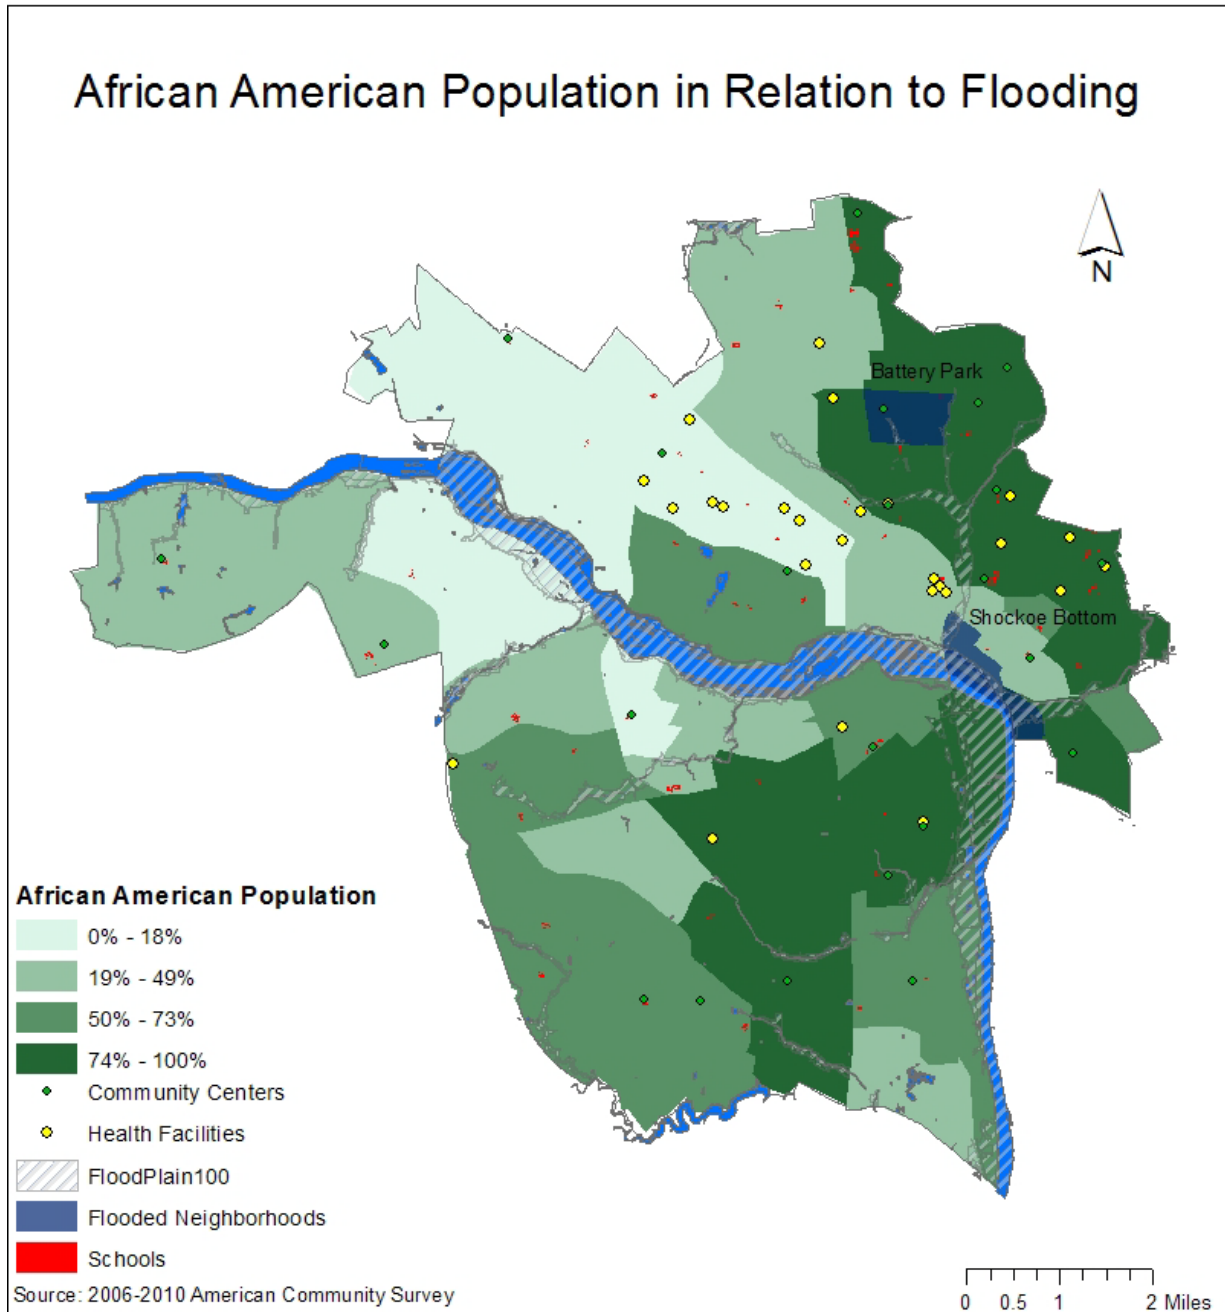 African American Population in Relation to Flooding
N
Battery Park
Shockoe Bottom
African American Population
0% - 18%
19% - 49%
50% - 73%
74% - 100%
Community Centers
Health Facilities
FloodPlain100
Flooded Neighborhoods
Schools
Source: 2006-2010 American Community Survey
0 0.5 1 2 Miles